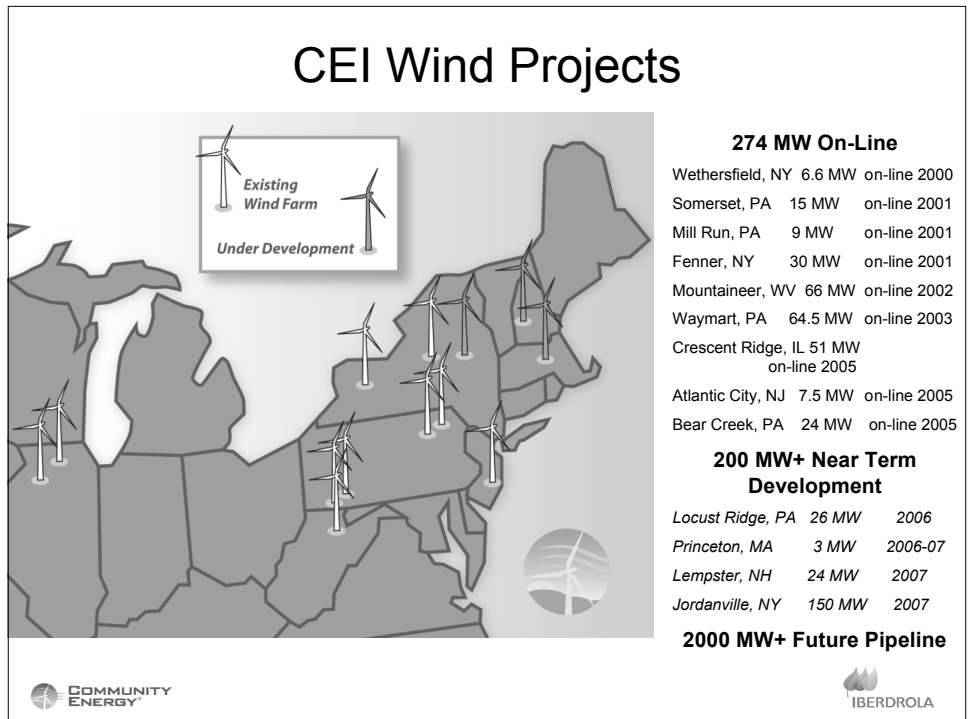 CEI Wind Projects
Existing
Wind Farm
Under Development
274 MW On-Line
Wethersfield, NY 6.6 MW on-line 2000
Somerset, PA 15 MW on-line 2001
Mill Run, PA 9 MW on-line 2001
Fenner, NY 30 MW on-line 2001
Mountaineer, WV 66 MW on-line 2002
Waymart, PA 64.5 MW on-line 2003
Crescent Ridge, IL 51 MW
on-line 2005
Atlantic City, NJ 7.5 MW on-line 2005
Bear Creek, PA 24 MW on-line 2005
200 MW+ Near Term
Development
Locust Ridge, PA 26 MW 2006
Princeton, MA 3 MW 2006-07
Lempster, NH 24 MW 2007
Jordanville, NY 150 MW 2007
2000 MW+ Future Pipeline
COMMUNITY
ENERGY
IBERDROLA